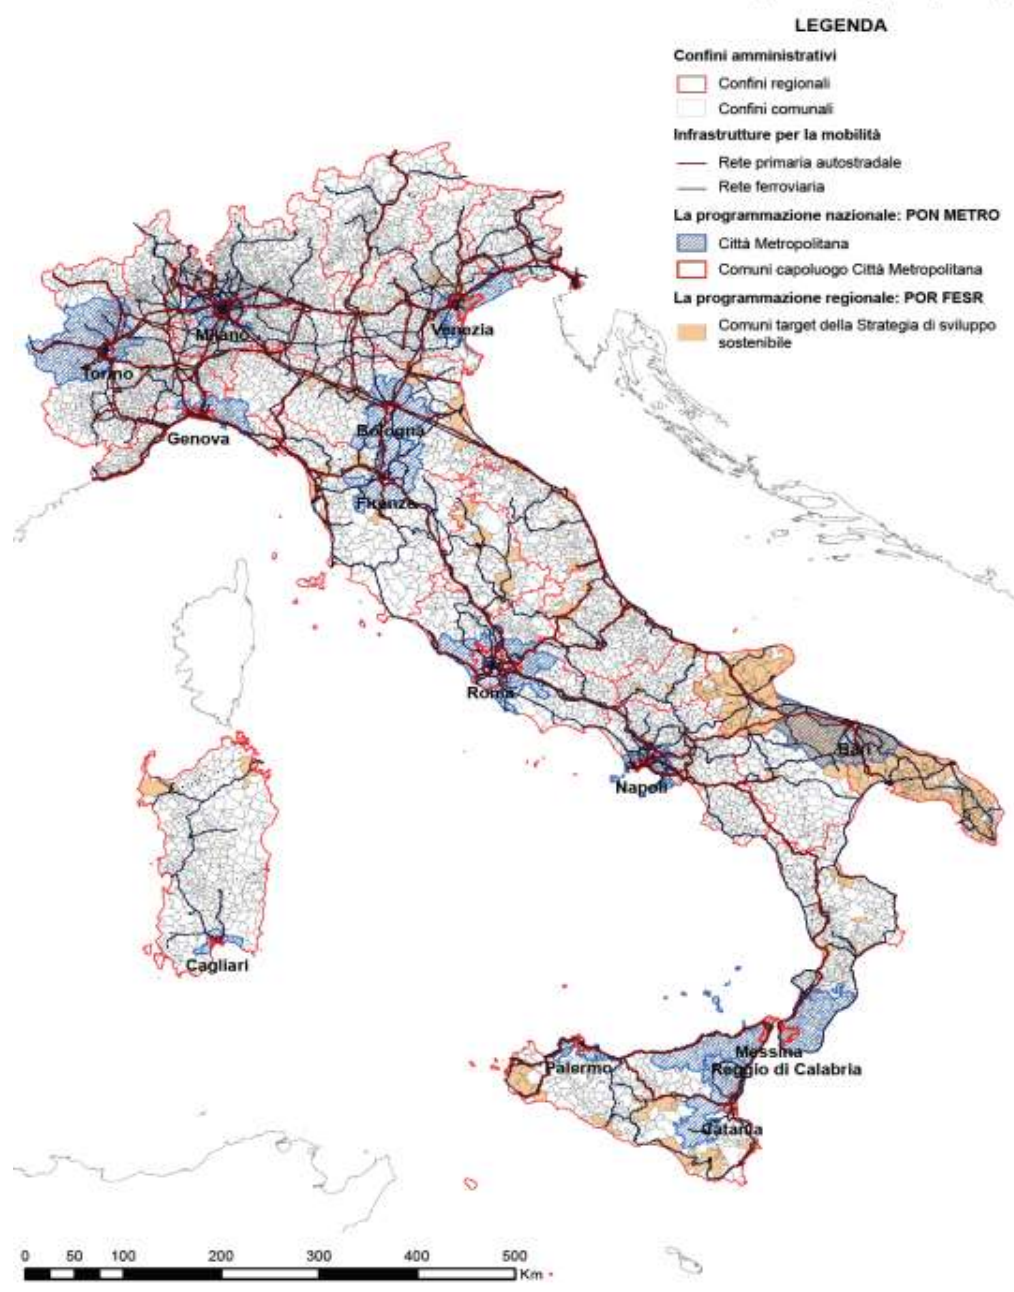 LEGENDA
Confini amministrativi
Confini regionali
Confini comunali
Infrastrutture per la mobilità
Rete primaria autostradale
Rete ferroviaria
La programmazione nazionale: PON METRO
Città Metropolitana
Comuni capoluogo Città Metropolitana
La programmazione regionale: POR FESR
Comuni target della Strategia di sviluppo
sostenibile
Venezia
Milano
Torino
Genova
Bologna
Firenze
Roma
Bari
Napoli
Cagliari
Messina
Palermo
Reggio di Calabria
Catania
0 50 100 200 300 400 500
Km